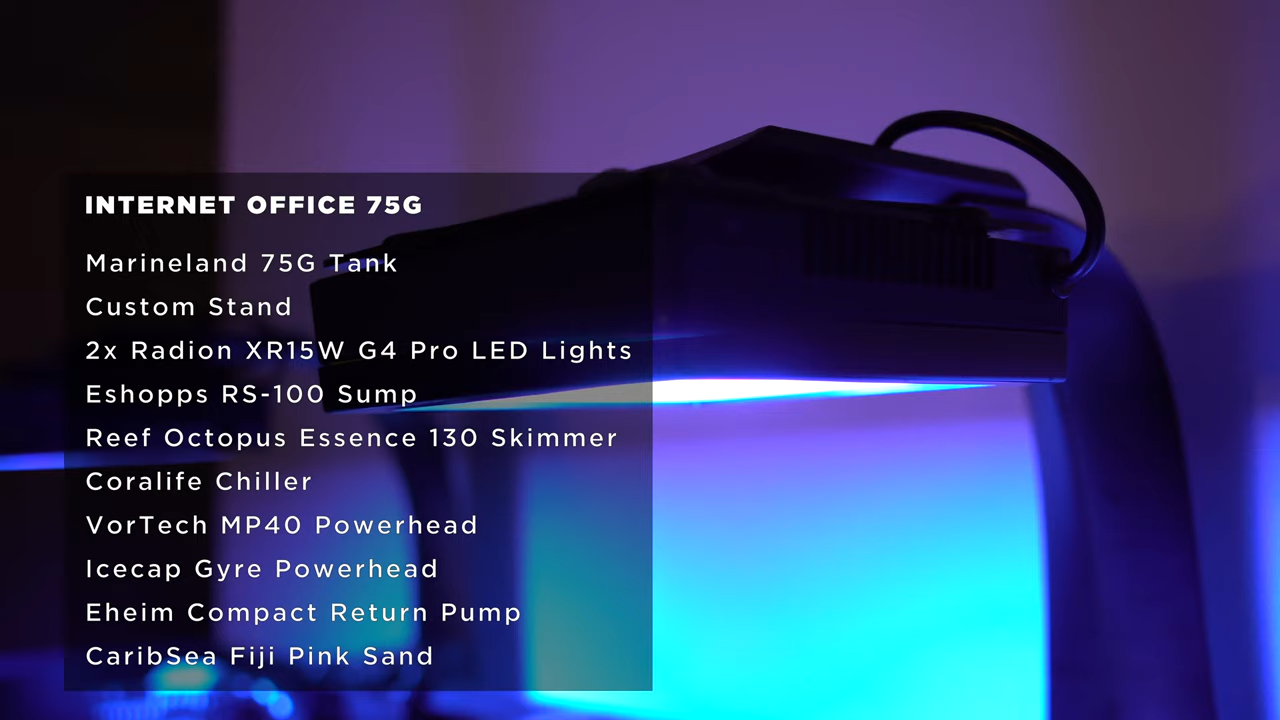 INTERNET OFFICE 75G
Marineland 75G Tank
Custom Stand
2x Radion XR15W G4 Pro LED Lights
Eshopps RS-100 Sump
Reef Octopus Essence 130 Skimmer
Coralife Chiller
VorTech MP40 Powerhead
Icecap Gyre Powerhead
Eheim Compact Return Pump
CaribSea Fiji Pink Sand